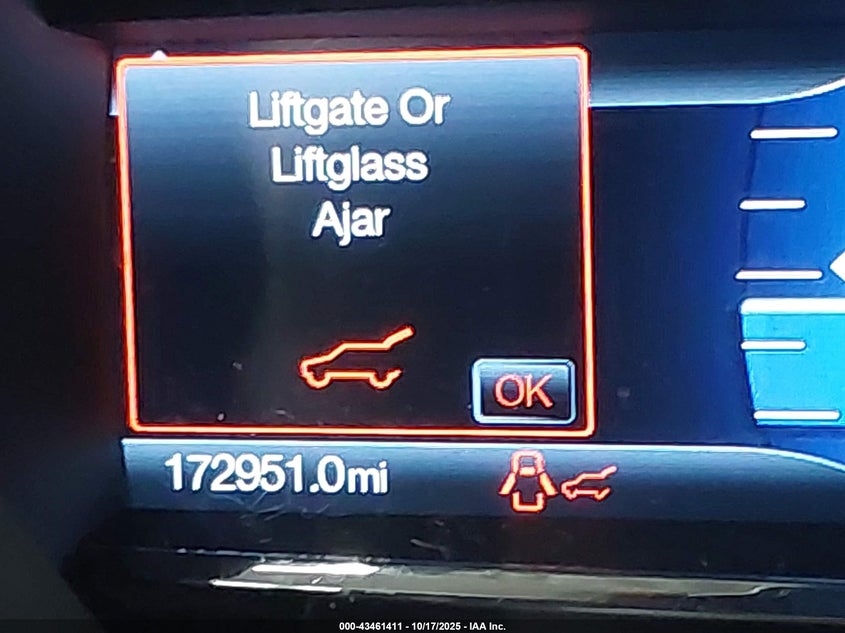 Liftgate Or
Liftglass
Ajar
OK
172951.0mi
000-43461411 - 10/17/2025 - IAA Inc.